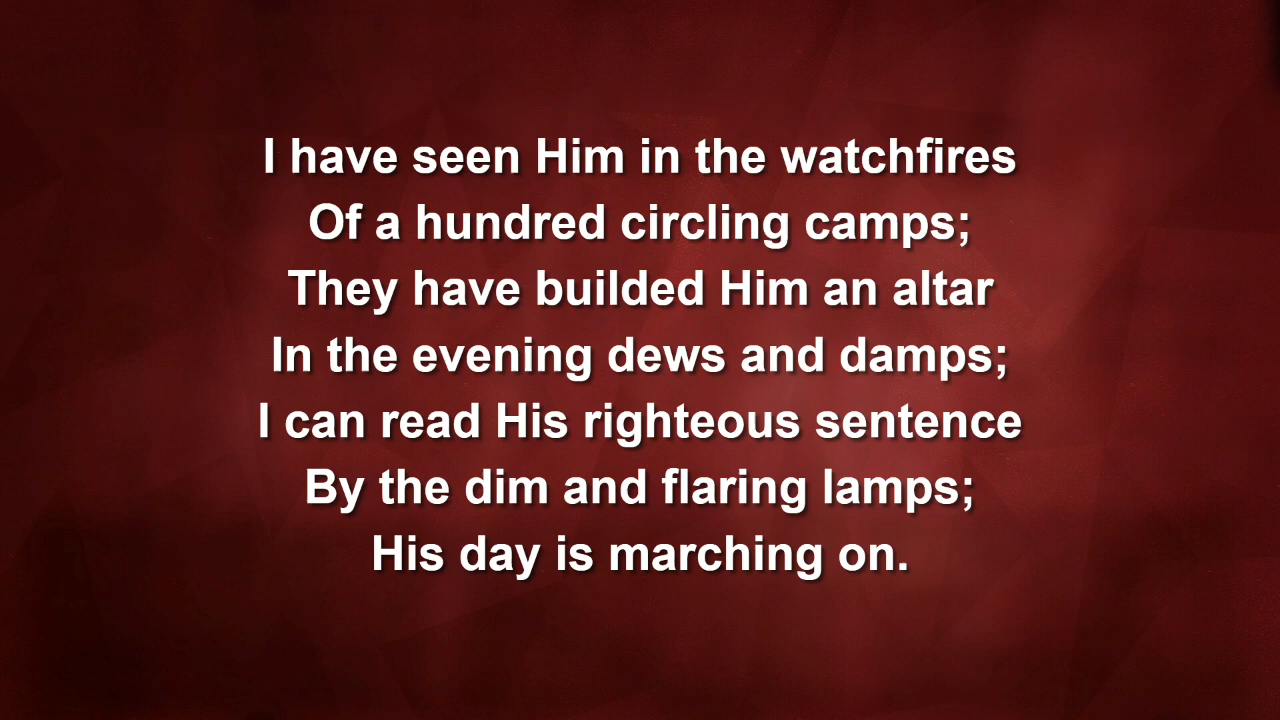 I have seen Him in the watchfires
Of a hundred circling camps;
They have builded Him an altar
In the evening dews and damps;
I can read His righteous sentence
By the dim and flaring lamps;
His day is marching on.